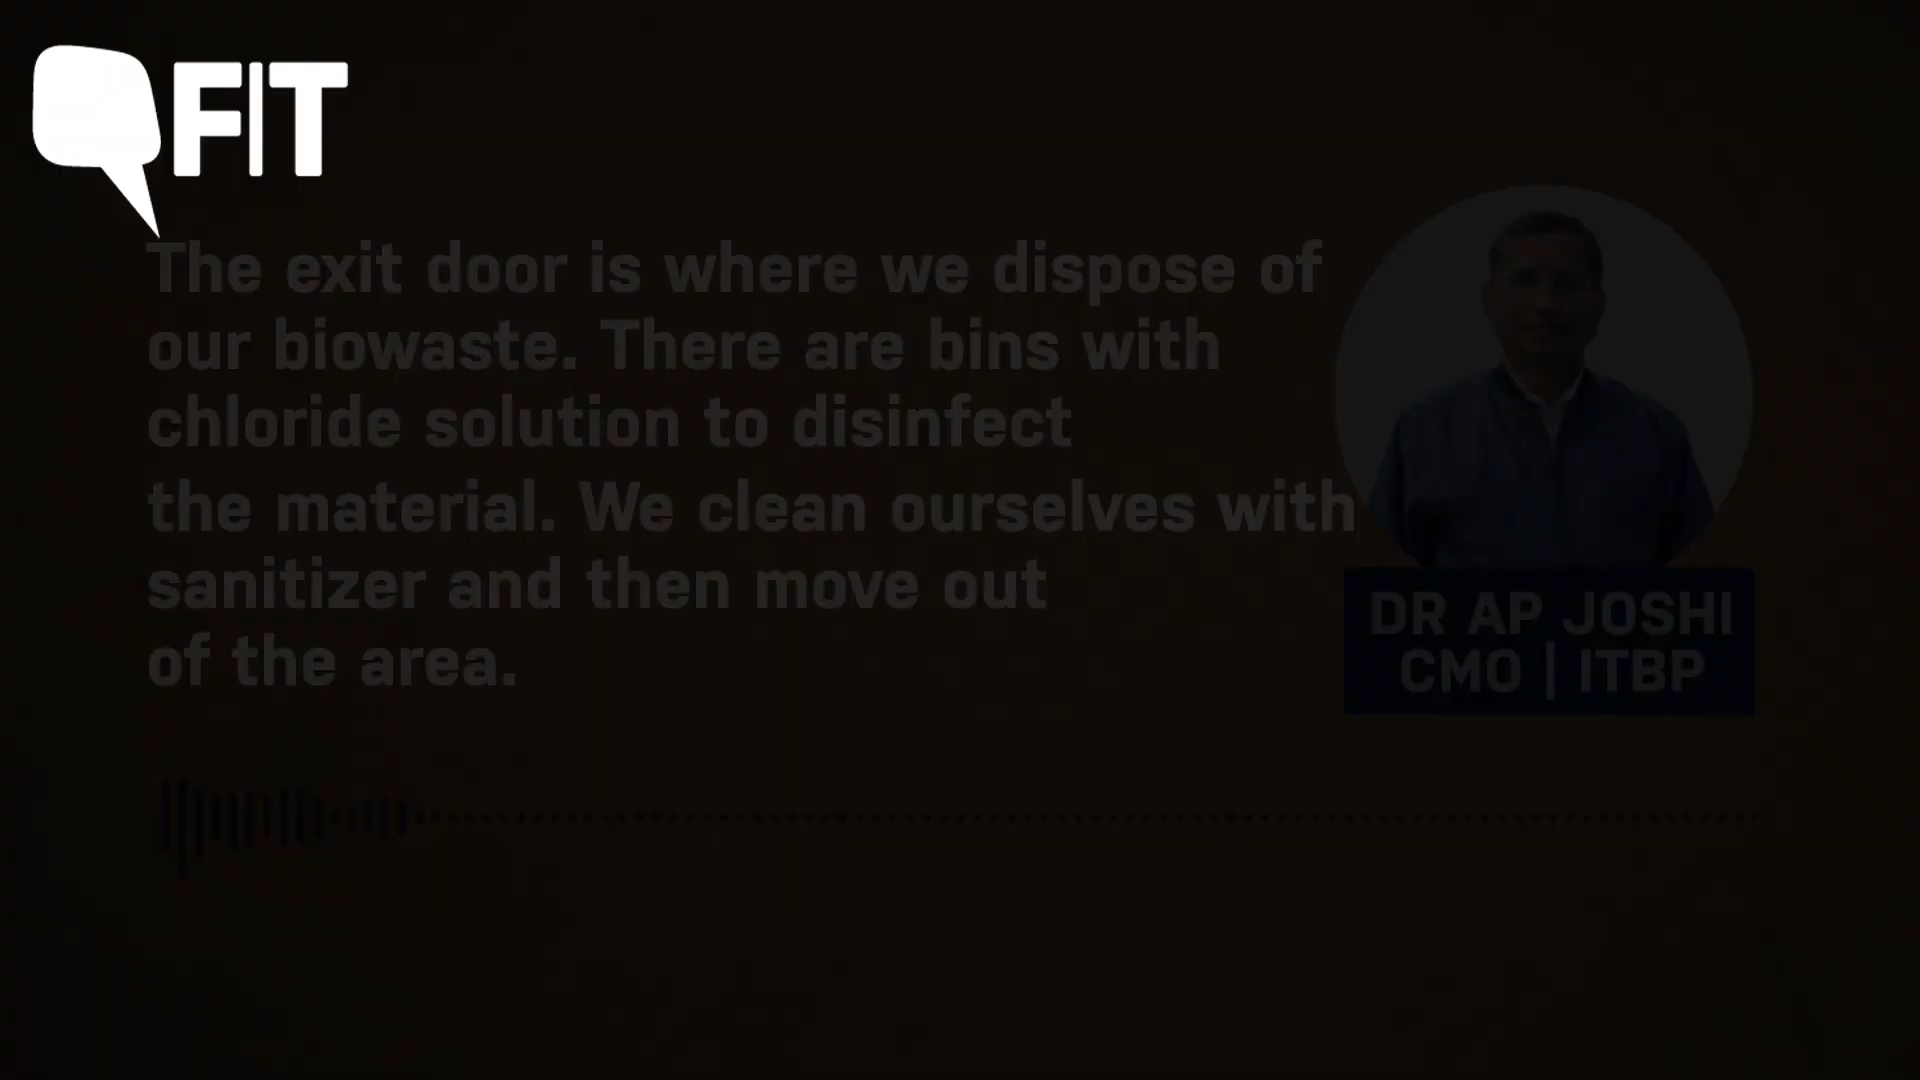 FIT
The exit door is where we dispose of
our biowaste. There are bins with
chloride solution to disinfect
the material. We clean ourselves with
sanitizer and then move out
of the area.
DR AP JOSHI
CMO | ITBP